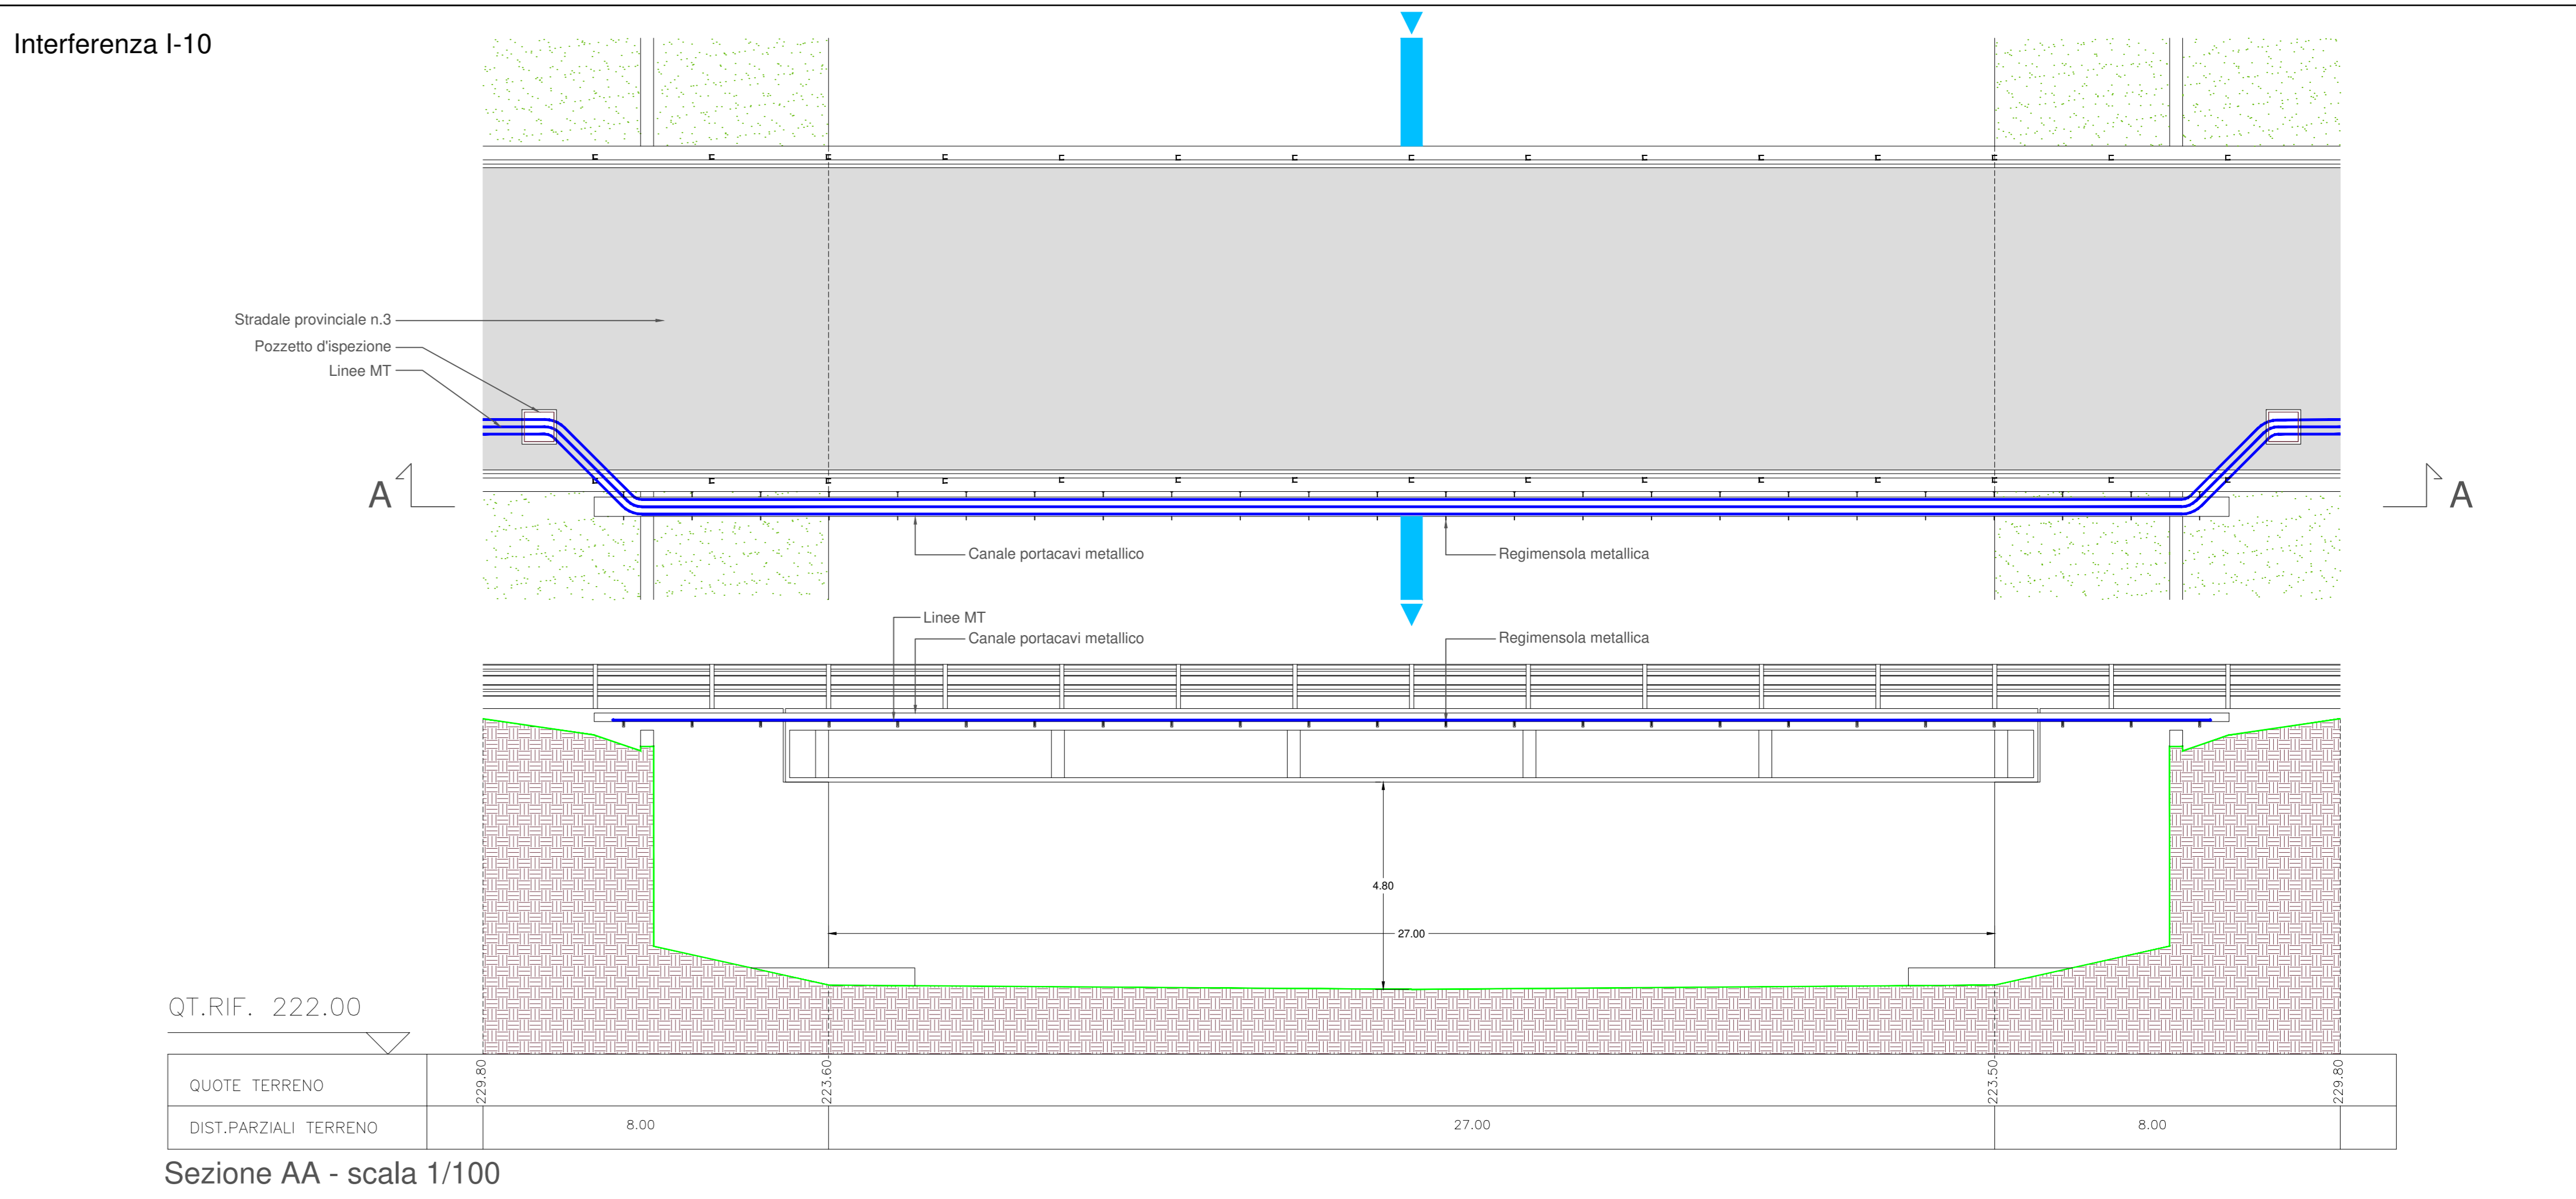 Interferenza I-10
Stradale provinciale n.3
Pozzetto d'ispezione
Linee MT
A
A
Canale portacavi metallico
Regimensola metallica
Linee MT
Canale portacavi metallico
Regimensola metallica
4.80
27.00
QT.RIF. 222.00
QUOTE TERRENO
229.80
223.60
223.50
229.80
DIST.PARZIALI TERRENO
8.00
27.00
8.00
Sezione AA - scala 1/100